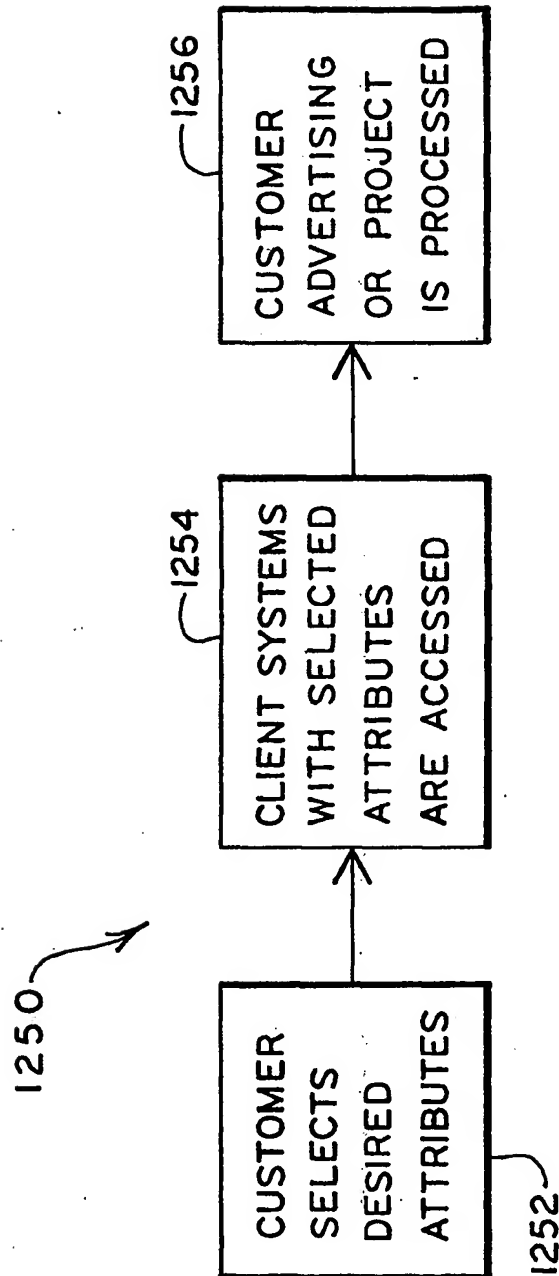 1250
CUSTOMER
SELECTS
DESIRED
ATTRIBUTES
1252
CLIENT SYSTEMS
WITH SELECTED
ATTRIBUTES
ARE ACCESSED
1254
CUSTOMER
ADVERTISING
OR PROJECT
IS PROCESSED
1256